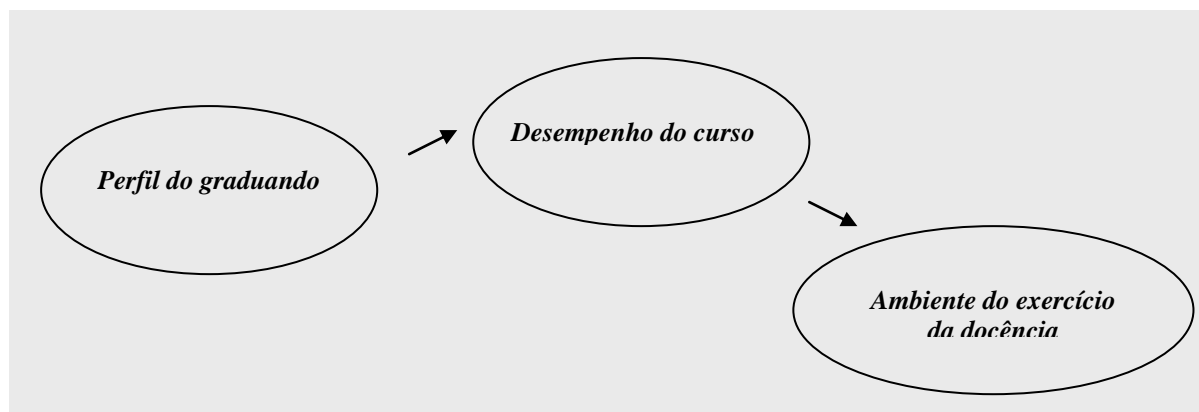 Perfil do graduando
Desempenho do curso
Ambiente do exercício
da docência